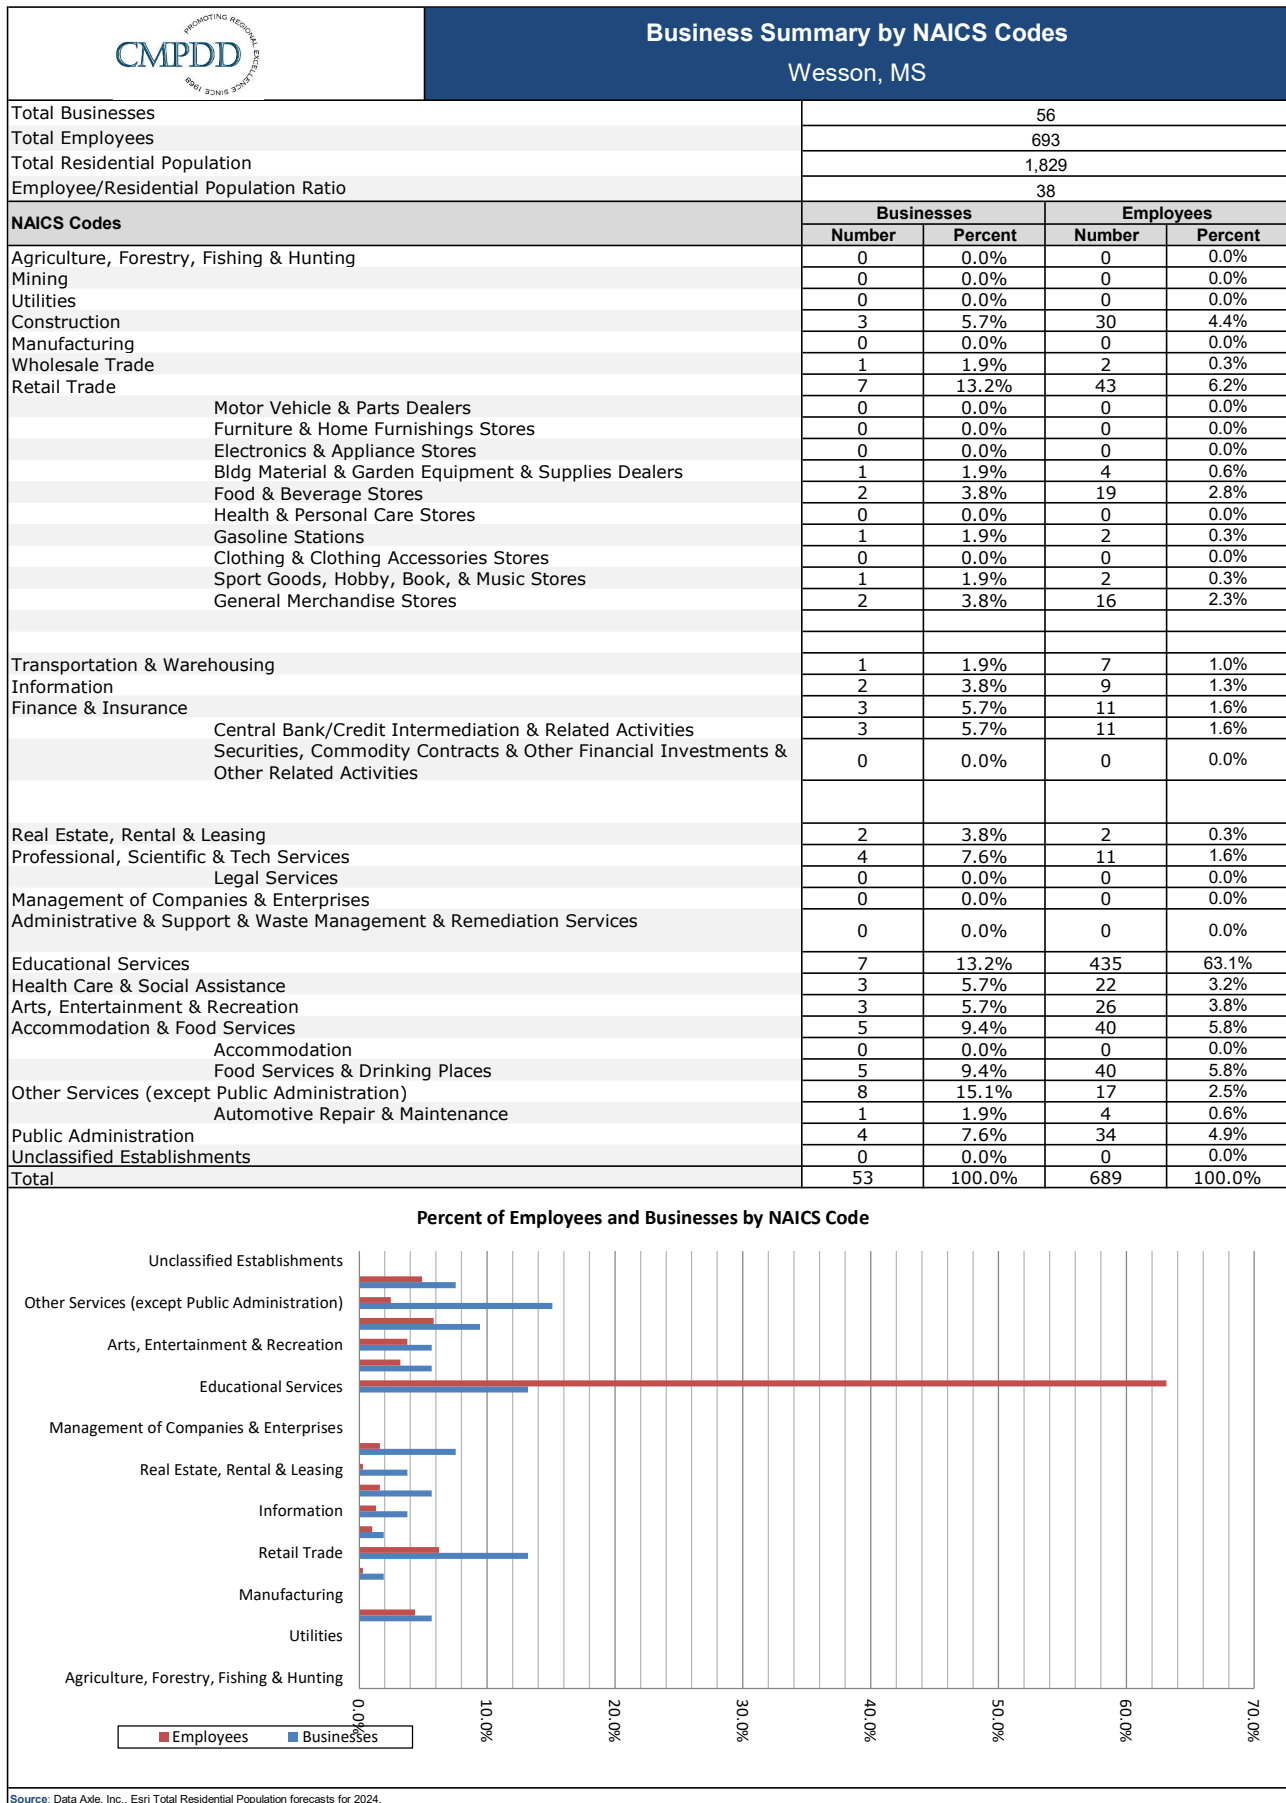 PROMOTING REGIONAL EXCELLENCE SINCE 1968
CMPDD
Business Summary by NAICS Codes
Wesson, MS
Total Businesses 56
Total Employees 693
Total Residential Population 1,829
Employee/Residential Population Ratio 38
NAICS Codes Businesses Employees
Number Percent Number Percent
Agriculture, Forestry, Fishing & Hunting 0 0.0% 0 0.0%
Mining 0 0.0% 0 0.0%
Utilities 0 0.0% 0 0.0%
Construction 3 5.7% 30 4.4%
Manufacturing 0 0.0% 0 0.0%
Wholesale Trade 1 1.9% 2 0.3%
Retail Trade 7 13.2% 43 6.2%
Motor Vehicle & Parts Dealers 0 0.0% 0 0.0%
Furniture & Home Furnishings Stores 0 0.0% 0 0.0%
Electronics & Appliance Stores 0 0.0% 0 0.0%
Bldg Material & Garden Equipment & Supplies Dealers 1 1.9% 4 0.6%
Food & Beverage Stores 2 3.8% 19 2.8%
Health & Personal Care Stores 0 0.0% 0 0.0%
Gasoline Stations 1 1.9% 2 0.3%
Clothing & Clothing Accessories Stores 0 0.0% 0 0.0%
Sport Goods, Hobby, Book, & Music Stores 1 1.9% 2 0.3%
General Merchandise Stores 2 3.8% 16 2.3%
Transportation & Warehousing 1 1.9% 7 1.0%
Information 2 3.8% 9 1.3%
Finance & Insurance 3 5.7% 11 1.6%
Central Bank/Credit Intermediation & Related Activities 3 5.7% 11 1.6%
Securities, Commodity Contracts & Other Financial Investments &
Other Related Activities 0 0.0% 0 0.0%
Real Estate, Rental & Leasing 2 3.8% 2 0.3%
Professional, Scientific & Tech Services 4 7.6% 11 1.6%
Legal Services 0 0.0% 0 0.0%
Management of Companies & Enterprises 0 0.0% 0 0.0%
Administrative & Support & Waste Management & Remediation Services 0 0.0% 0 0.0%
Educational Services 7 13.2% 435 63.1%
Health Care & Social Assistance 3 5.7% 22 3.2%
Arts, Entertainment & Recreation 3 5.7% 26 3.8%
Accommodation & Food Services 5 9.4% 40 5.8%
Accommodation 0 0.0% 0 0.0%
Food Services & Drinking Places 5 9.4% 40 5.8%
Other Services (except Public Administration) 8 15.1% 17 2.5%
Automotive Repair & Maintenance 1 1.9% 4 0.6%
Public Administration 4 7.6% 34 4.9%
Unclassified Establishments 0 0.0% 0 0.0%
Total 53 100.0% 689 100.0%
Percent of Employees and Businesses by NAICS Code
Unclassified Establishments
Other Services (except Public Administration)
Arts, Entertainment & Recreation
Educational Services
Management of Companies & Enterprises
Real Estate, Rental & Leasing
Information
Retail Trade
Manufacturing
Utilities
Agriculture, Forestry, Fishing & Hunting
0.0% 10.0% 20.0% 30.0% 40.0% 50.0% 60.0% 70.0%
Employees Businesses
Source: Data Axle, Inc., Esri Total Residential Population forecasts for 2024.